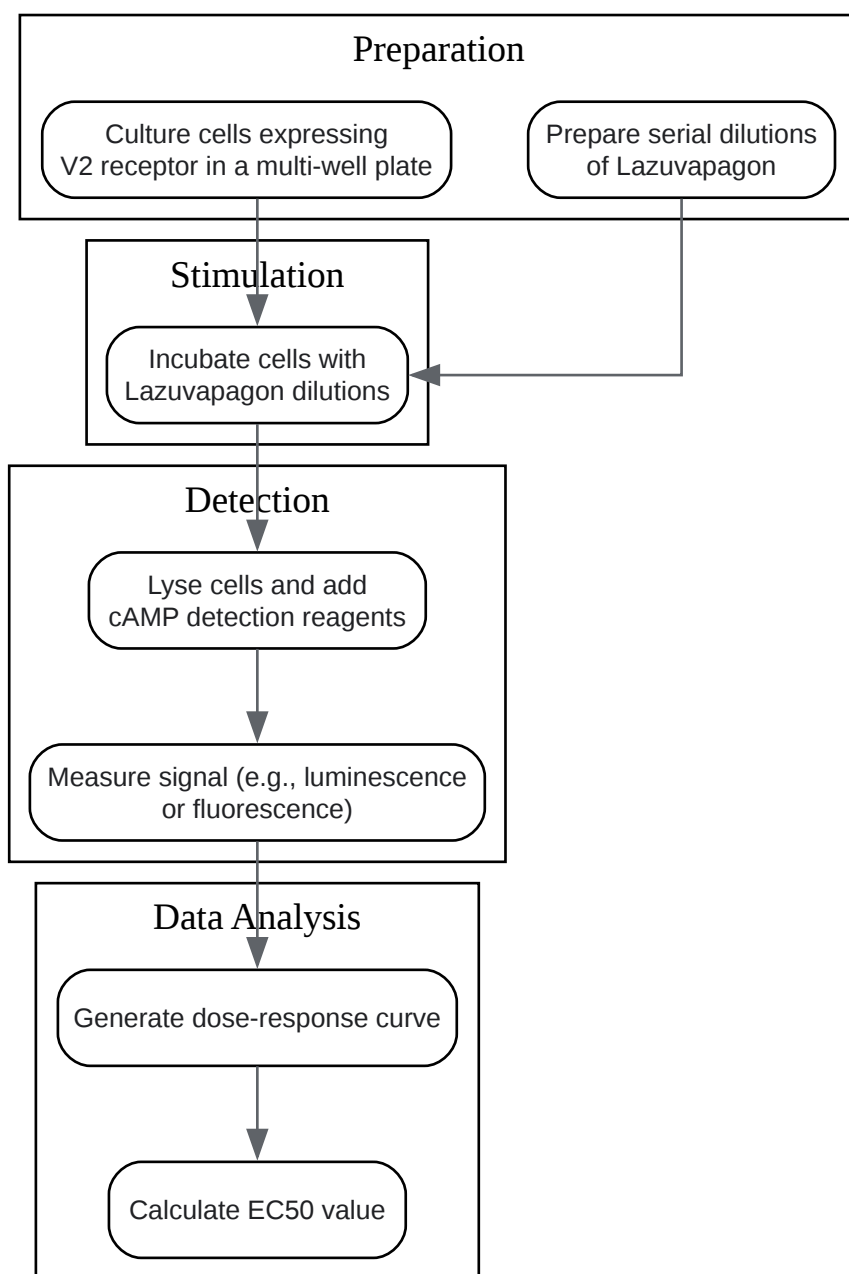 Preparation
Culture cells expressing
V2 receptor in a multi-well plate
Prepare serial dilutions
of Lazuvapagon
Stimulation
Incubate cells with
Lazuvapagon dilutions
Detection
Lyse cells and add
cAMP detection reagents
Measure signal (e.g., luminescence
or fluorescence)
Data Analysis
Generate dose-response curve
Calculate EC50 value